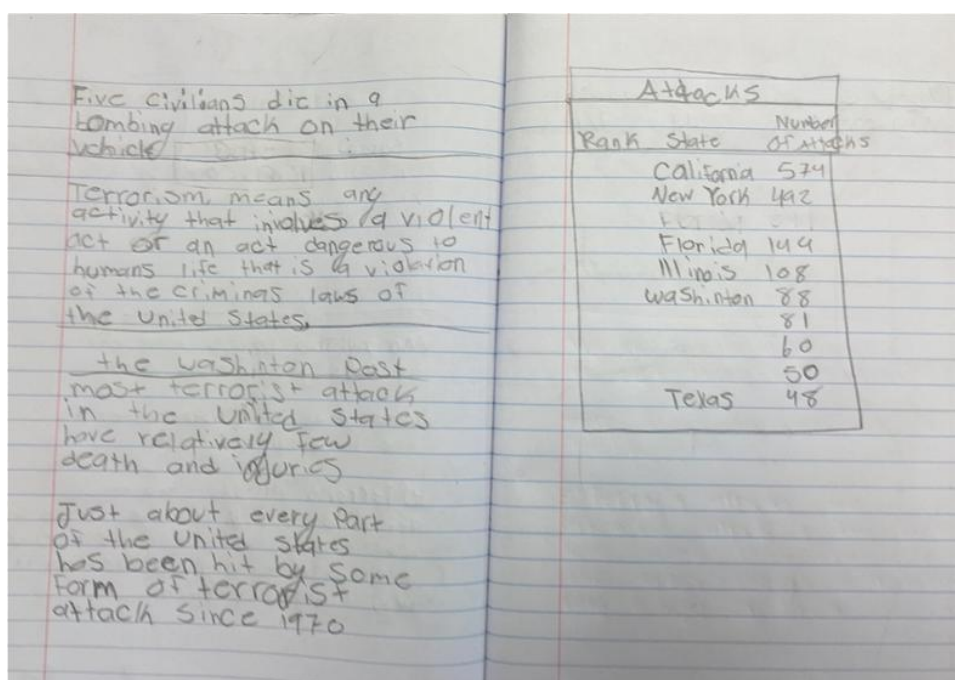 Five civilians die in a
bombing attach on their
vehicle
Terrorism, means any
activity that involves a violent
act or an act dangerous to
humans life that is a violation
of the criminas laws of
the United States,
the washinton Post
most terrorist attack
in the United States
have relatively few
death and injuries
Just about every Part
of the United states
has been hit by some
Form of terrorist
attach since 1970
Attacks
Number
Rank State Of Attachs
California 574
New York 492
Florida 149
Illinois 108
washinton 88
81
60
50
Texas 48